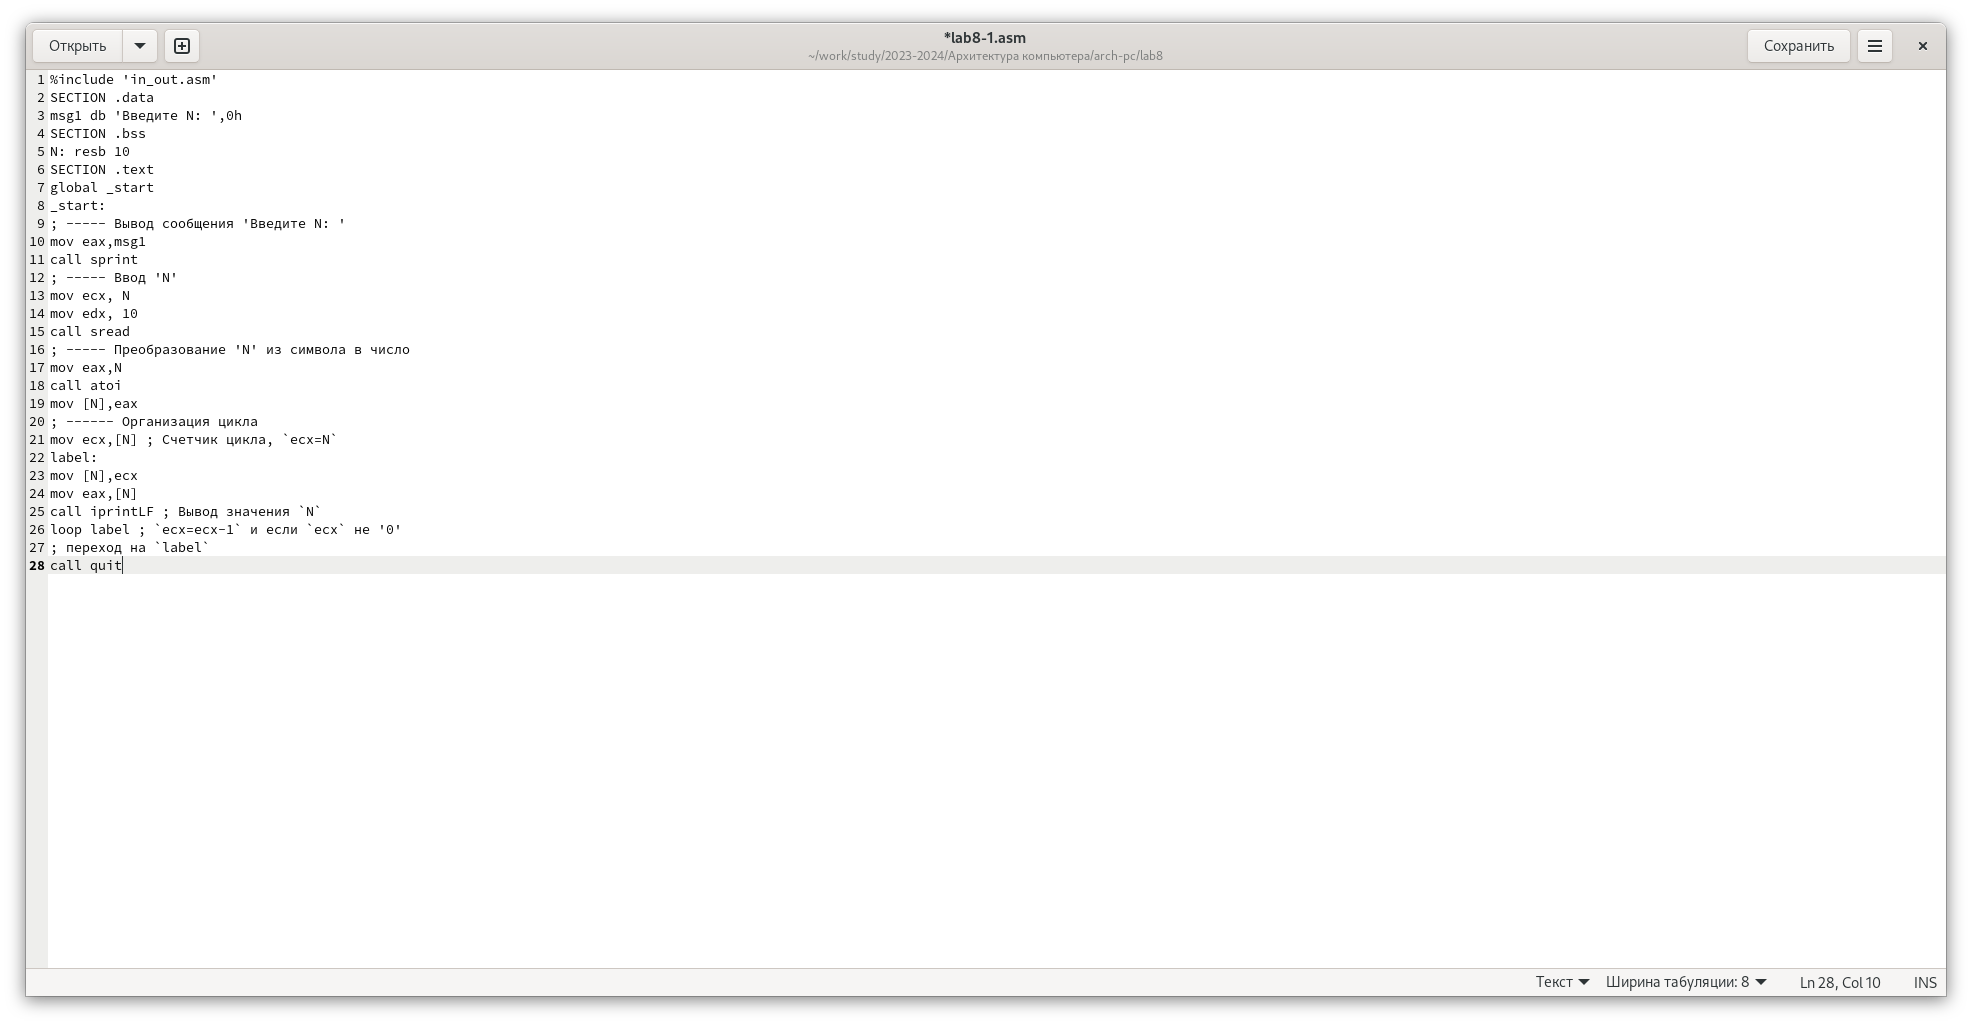 Открыть
*lab8-1.asm
~/work/study/2023-2024/Архитектура компьютера/arch-pc/lab8
Сохранить
1 %include 'in_out.asm'
2 SECTION .data
3 msg1 db 'Введите N: ',0h
4 SECTION .bss
5 N: resb 10
6 SECTION .text
7 global _start
8 _start:
9 ; ----- Вывод сообщения 'Введите N: '
10 mov eax,msg1
11 call sprint
12 ; ----- Ввод 'N'
13 mov ecx, N
14 mov edx, 10
15 call sread
16 ; ----- Преобразование 'N' из символа в число
17 mov eax,N
18 call atoi
19 mov [N],eax
20 ; ------ Организация цикла
21 mov ecx,[N] ; Счетчик цикла, `ecx=N`
22 label:
23 mov [N],ecx
24 mov eax,[N]
25 call iprintLF ; Вывод значения `N`
26 loop label ; `ecx=ecx-1` и если `ecx` не '0'
27 ; переход на `label`
28 call quit
Текст Ширина табуляции: 8 Ln 28, Col 10 INS